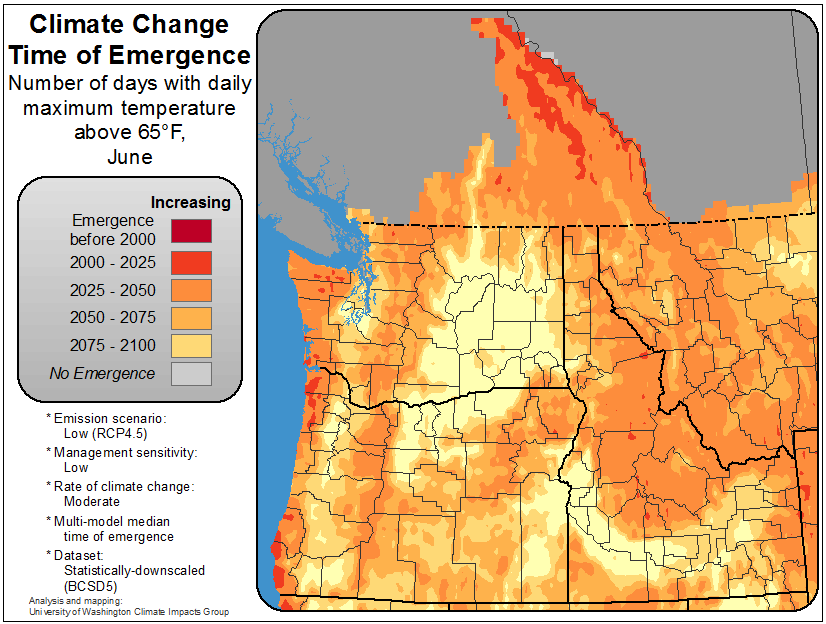 Climate Change
Time of Emergence
Number of days with daily
maximum temperature
above 65°F,
June
Increasing
Emergence
before 2000
2000 - 2025
2025 - 2050
2050 - 2075
2075 - 2100
No Emergence
* Emission scenario:
Low (RCP4.5)
* Management sensitivity:
Low
* Rate of climate change:
Moderate
* Multi-model median
time of emergence
* Dataset:
Statistically-downscaled
(BCSD5)
Analysis and mapping:
University of Washington Climate Impacts Group